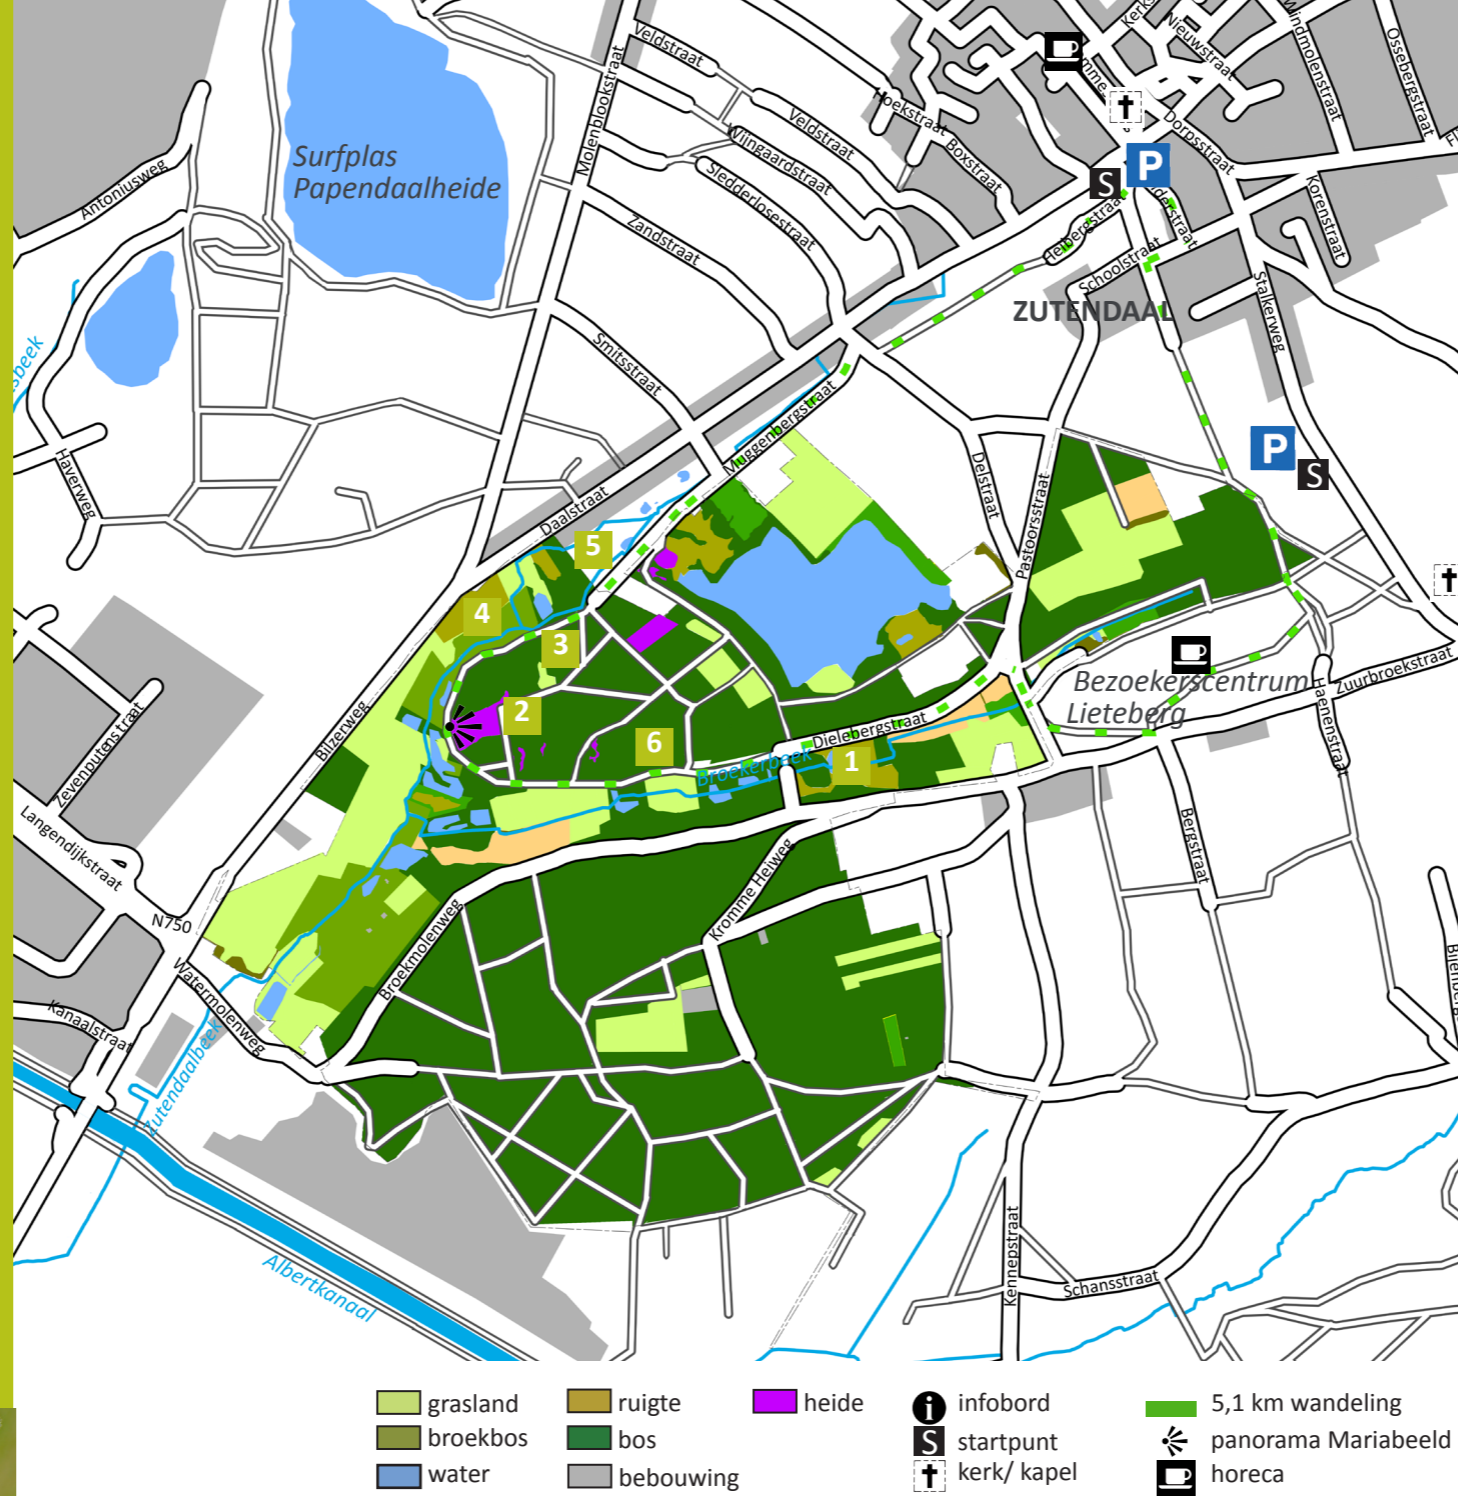 Veldstraat
Molenblookstraat
Hoekstraat
Boxstraat
Veldstraat
Wijngaardstraat
Sledderlosestraat
Zandstraat
Nieuwstraat
Windmolenstraat
Ossebergstraat
Dorpsstraat
P
S
Korenstraat
Heibergstraat
Schoolstraat
ZUTENDAAL
Stalkerweg
Surfplas
Papendaalheide
Antoniusweg
Smitsstraat
Haverweg
Muggenbergstraat
Daalstraat
Delstraat
Pastoorsstraat
P
S
5
4
3
2
6
1
Bezoekerscentrum
Lieteberg
Zuurbroekstraat
Dielebergstraat
Broekerbeek
Bilzerweg
Zevenputenstraat
Langendijkstraat
N750
Bergstraat
Kromme Heiweg
Broekmolenweg
Watermolenweg
Kanaalstraat
Zutendaalbeek
Albertkanaal
Kennepstraat
Schansstraat
grasland
broekbos
water
ruigte
bos
bebouwing
heide
i infobord
S startpunt
kerk/ kapel
5,1 km wandeling
panorama Mariabeeld
horeca